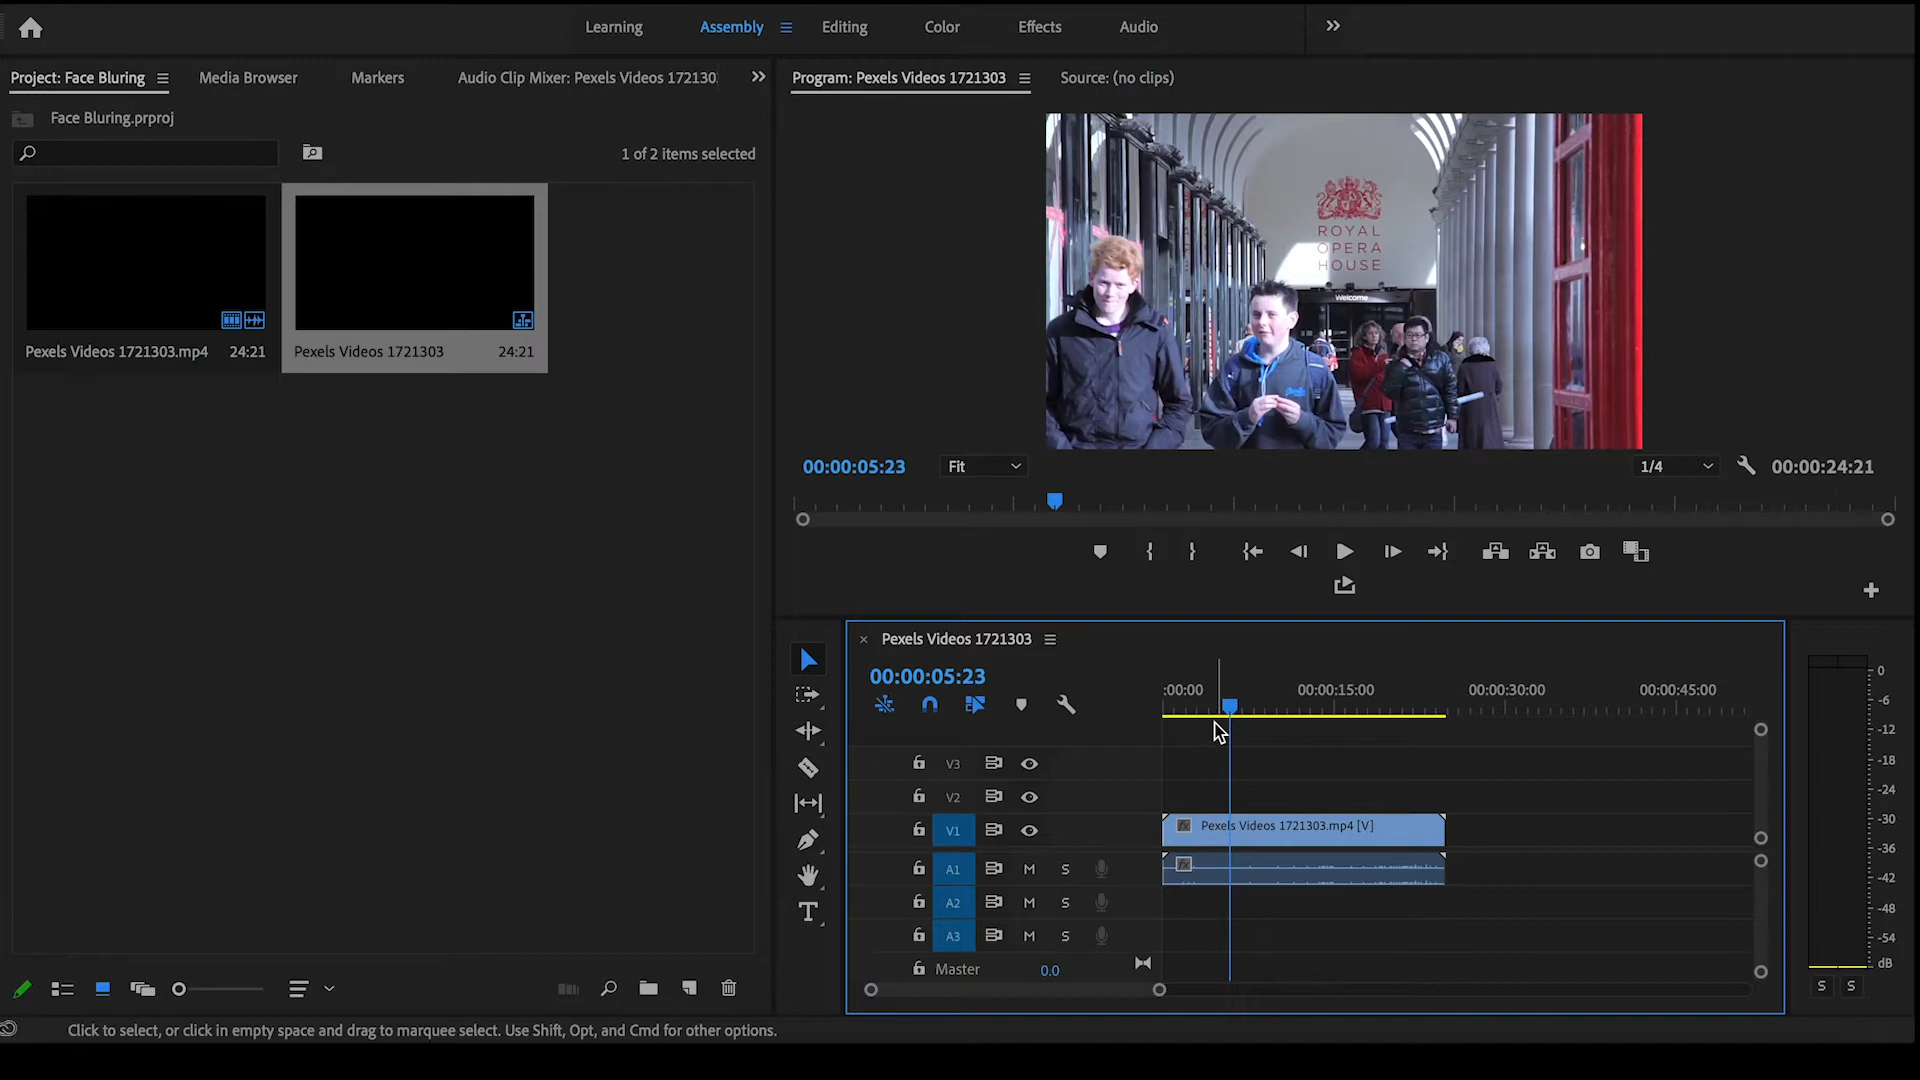 Learning Assembly Editing Color Effects Audio
Project: Face Bluring Media Browser Markers Audio Clip Mixer: Pexels Videos 172130
Program: Pexels Videos 1721303 Source: (no clips)
Face Bluring.prproj
1 of 2 items selected
Pexels Videos 1721303.mp4 24:21
Pexels Videos 1721303 24:21
ROYAL
OPERA
HOUSE
Welcome
00:00:05:23 Fit 1/4 00:00:24:21
Pexels Videos 1721303
00:00:05:23
:00:00 00:00:15:00 00:00:30:00 00:00:45:00
V3
V2
V1 Pexels Videos 1721303.mp4 [V]
fx
A1 M S
fx
A2 M S
A3 M S
Master 0.0
0
-6
-12
-18
-24
-30
-36
-42
-48
-54
dB
S S
Click to select, or click in empty space and drag to marquee select. Use Shift, Opt, and Cmd for other options.